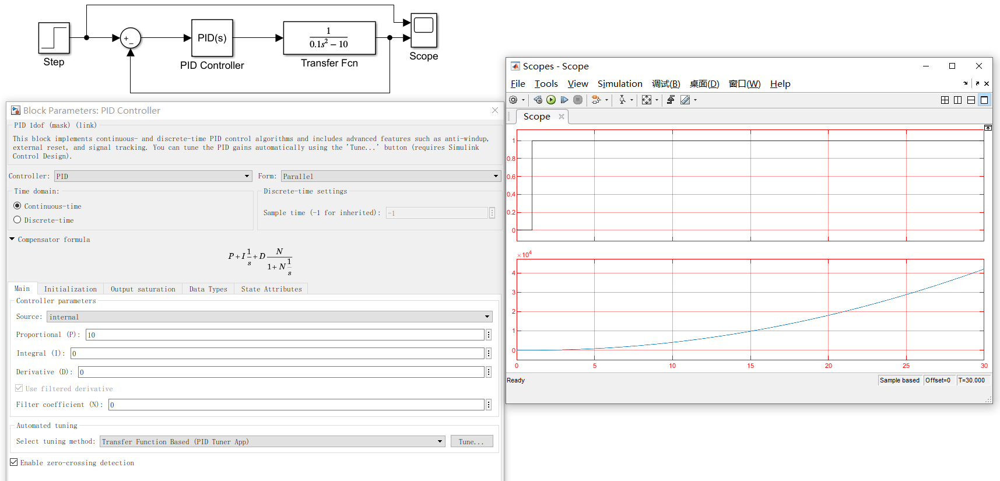 Step
+
−
PID(s)
PID Controller
1
0.1s² − 10
Transfer Fcn
Scope
Block Parameters: PID Controller
PID 1dof (mask) (link)
This block implements continuous- and discrete-time PID control algorithms and includes advanced features such as anti-windup,
external reset, and signal tracking. You can tune the PID gains automatically using the 'Tune...' button (requires Simulink
Control Design).
Controller: PID
Form: Parallel
Time domain:
Continuous-time
Discrete-time
Discrete-time settings
Sample time (-1 for inherited): -1
Compensator formula
P + I 1/s + D N/(1 + N 1/s)
Main
Initialization
Output saturation
Data Types
State Attributes
Controller parameters
Source: internal
Proportional (P): 10
Integral (I): 0
Derivative (D): 0
Use filtered derivative
Filter coefficient (N): 0
Automated tuning
Select tuning method: Transfer Function Based (PID Tuner App)
Tune...
Enable zero-crossing detection
Scopes - Scope
File Tools View Simulation 调试(B) 桌面(D) 窗口(W) Help
Scope
1
0.8
0.6
0.4
0.2
0
×10⁴
4
3
2
1
0
0 5 10 15 20 25 30
Ready
Sample based Offset=0 T=30.000